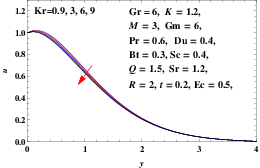 Kr=0.9, 3, 6, 9
Gr = 6, K = 1.2,
M = 3, Gm = 6,
Pr = 0.6, Du = 0.4,
Bt = 0.3, Sc = 0.4,
Q = 1.5, Sr = 1.2,
R = 2, t = 0.2, Ec = 0.5,
1.2
1.0
0.8
0.6
0.4
0.2
0.0
u
0
1
2
3
4
y